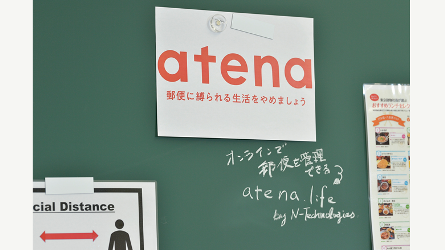 atena
郵便に縛られる生活をやめましょう
オンラインで
郵便を管理
できる
atena.life
by N-Technologies
cial Distance